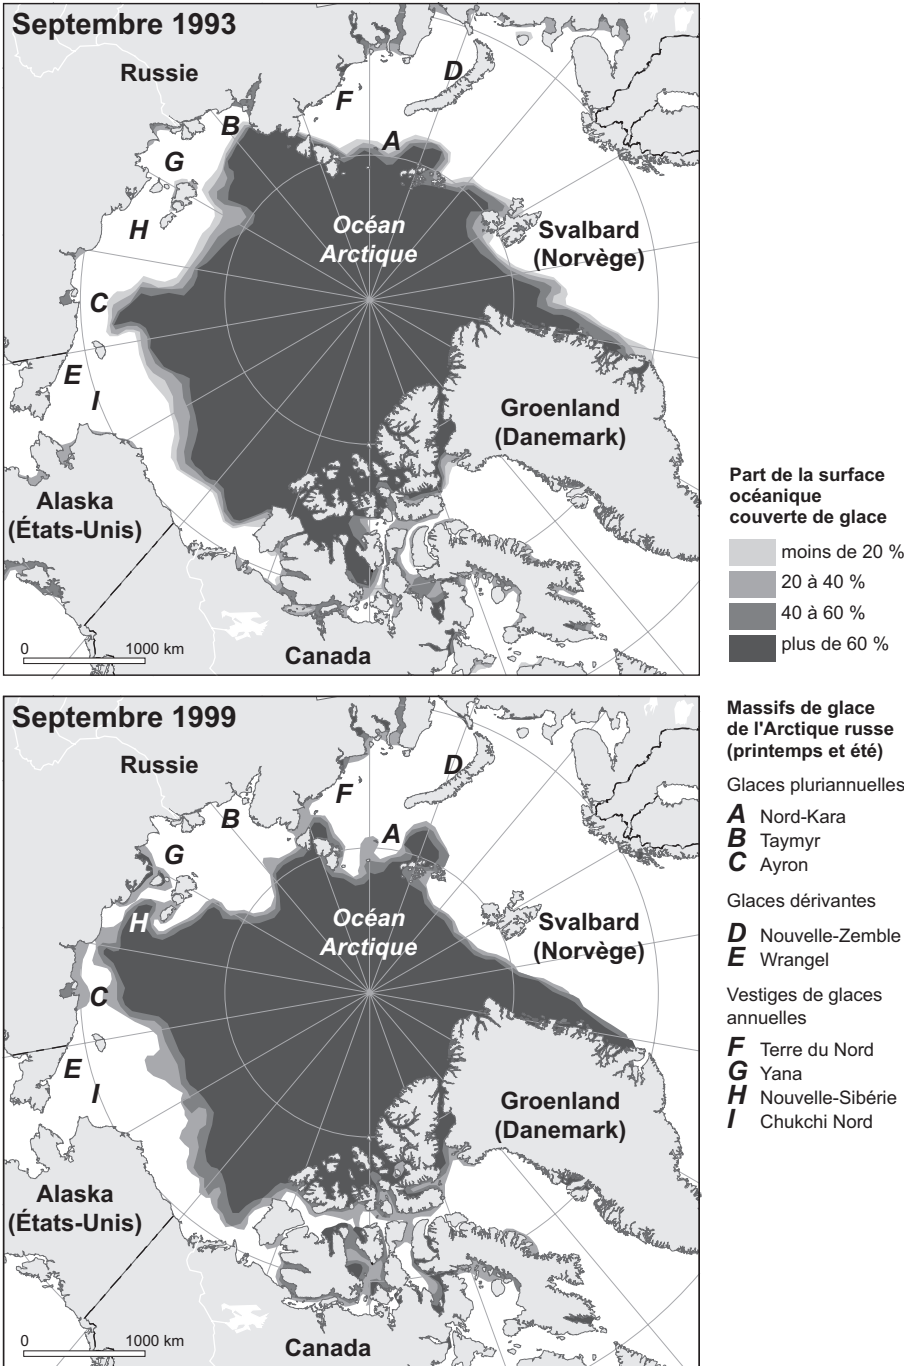 Septembre 1993
Russie
D
F
B
A
G
H
Océan
Arctique
Svalbard
(Norvège)
C
E
I
Groenland
(Danemark)
Alaska
(États-Unis)
0 1000 km
Canada
Part de la surface
océanique
couverte de glace
moins de 20 %
20 à 40 %
40 à 60 %
plus de 60 %
Septembre 1999
Russie
D
F
B
A
G
H
Océan
Arctique
Svalbard
(Norvège)
C
E
I
Groenland
(Danemark)
Alaska
(États-Unis)
0 1000 km
Canada
Massifs de glace
de l'Arctique russe
(printemps et été)
Glaces pluriannuelles
A Nord-Kara
B Taymyr
C Ayron
Glaces dérivantes
D Nouvelle-Zemble
E Wrangel
Vestiges de glaces
annuelles
F Terre du Nord
G Yana
H Nouvelle-Sibérie
I Chukchi Nord